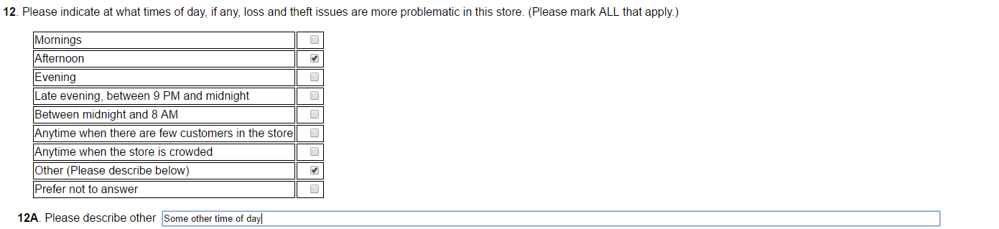 12. Please indicate at what times of day, if any, loss and theft issues are more problematic in this store. (Please mark ALL that apply.)
Mornings
Afternoon
Evening
Late evening, between 9 PM and midnight
Between midnight and 8 AM
Anytime when there are few customers in the store
Anytime when the store is crowded
Other (Please describe below)
Prefer not to answer
12A. Please describe other Some other time of day